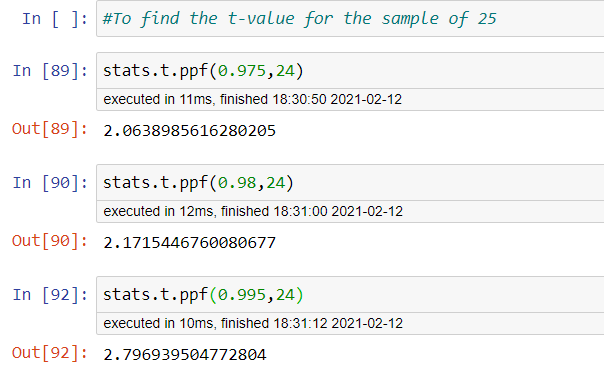 In [ ]: #To find the t-value for the sample of 25
In [89]: stats.t.ppf(0.975,24)
executed in 11ms, finished 18:30:50 2021-02-12
Out[89]: 2.0638985616280205
In [90]: stats.t.ppf(0.98,24)
executed in 12ms, finished 18:31:00 2021-02-12
Out[90]: 2.1715446760080677
In [92]: stats.t.ppf(0.995,24)
executed in 10ms, finished 18:31:12 2021-02-12
Out[92]: 2.796939504772804